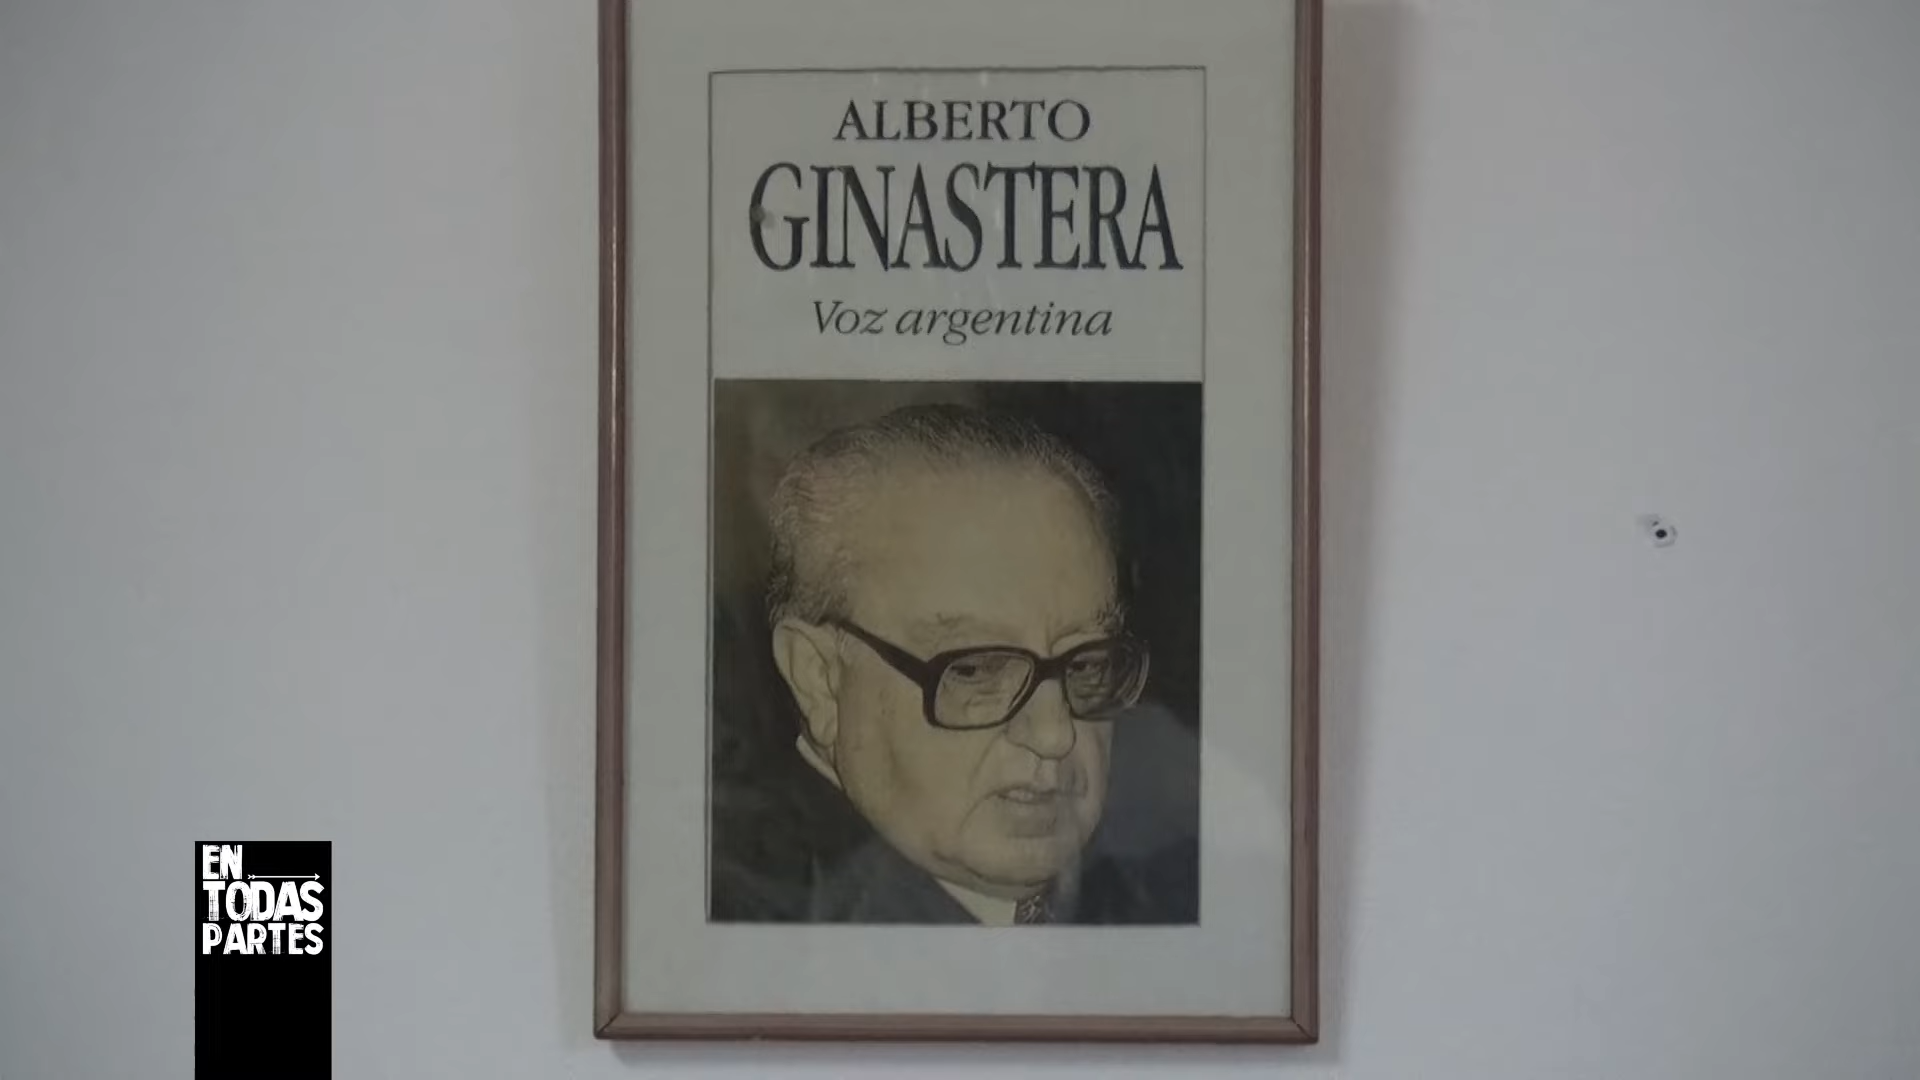 ALBERTO
GINASTERA
Voz argentina
EN
TODAS
PARTES